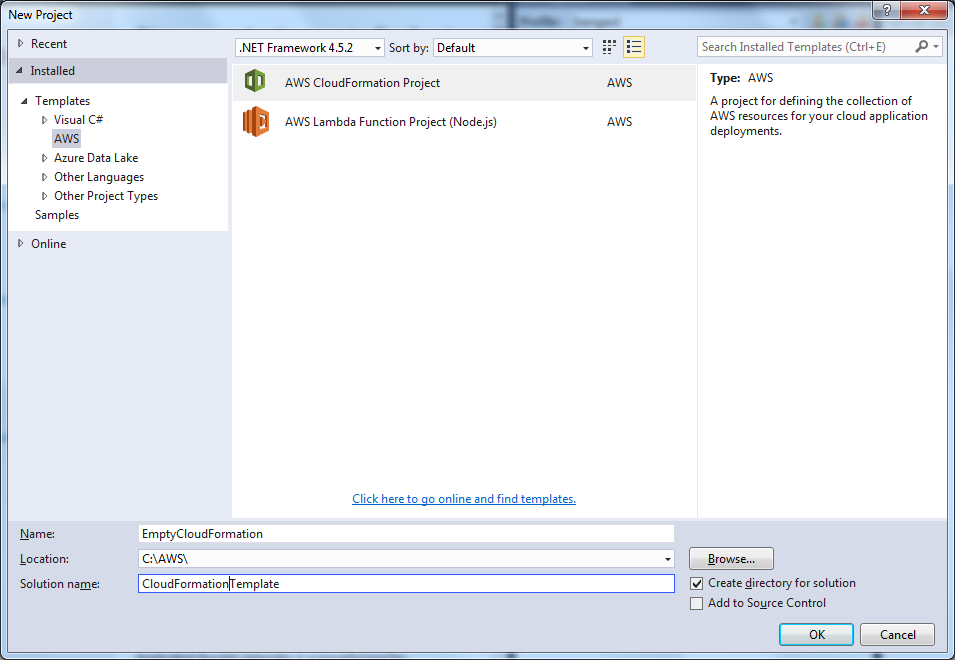 New Project
Recent
Installed
Templates
Visual C#
AWS
Azure Data Lake
Other Languages
Other Project Types
Samples
Online
.NET Framework 4.5.2
Sort by:
Default
Search Installed Templates (Ctrl+E)
AWS CloudFormation Project
AWS
AWS Lambda Function Project (Node.js)
AWS
Click here to go online and find templates.
Type: AWS
A project for defining the collection of
AWS resources for your cloud application
deployments.
Name:
EmptyCloudFormation
Location:
C:\AWS\
Browse...
Solution name:
CloudFormationTemplate
Create directory for solution
Add to Source Control
OK
Cancel